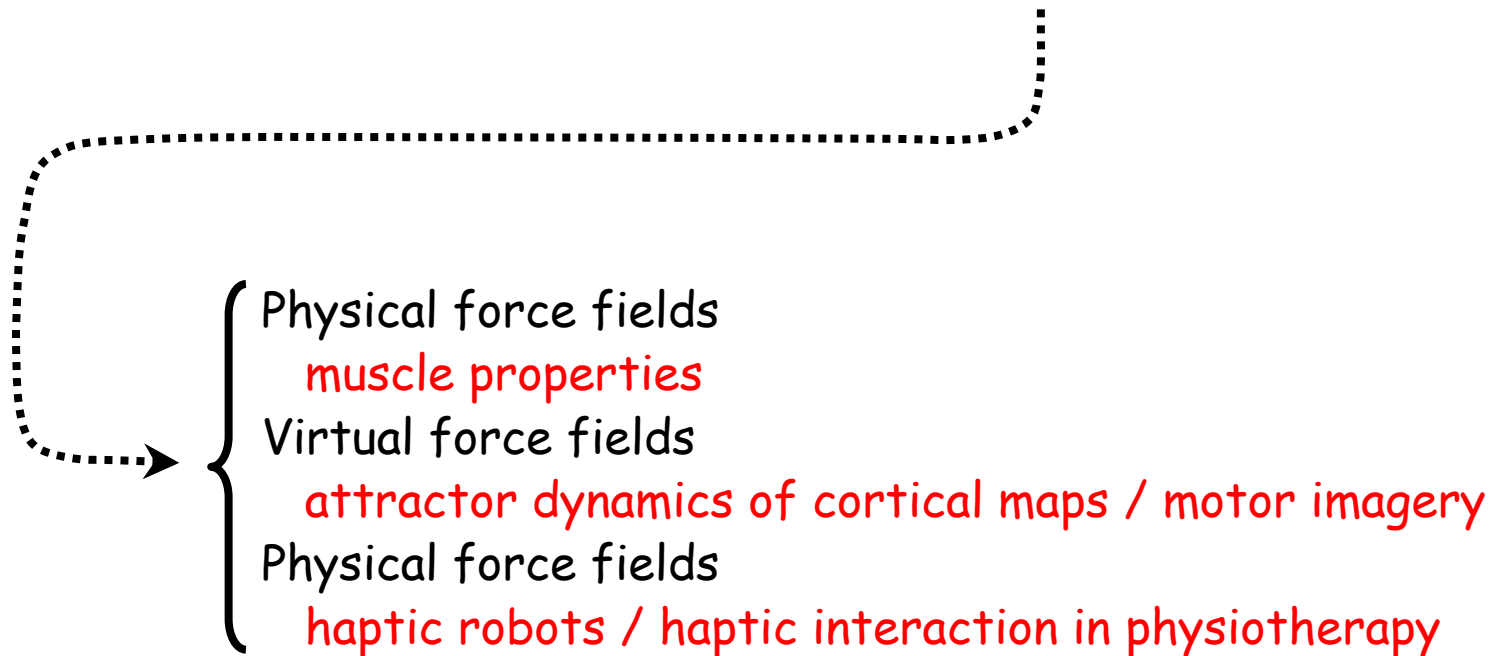 Physical force fields
muscle properties
Virtual force fields
attractor dynamics of cortical maps / motor imagery
Physical force fields
haptic robots / haptic interaction in physiotherapy